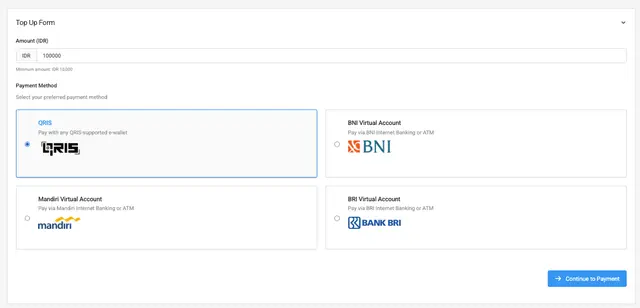 Top Up Form
Amount (IDR)
IDR 100000
Minimum amount: IDR 10,000
Payment Method
Select your preferred payment method
QRIS
Pay with any QRIS supported e-wallet
QRIS
BNI Virtual Account
Pay via BNI Internet Banking or ATM
BNI
Mandiri Virtual Account
Pay via Mandiri Internet Banking or ATM
mandiri
BRI Virtual Account
Pay via BRI Internet Banking or ATM
BANK BRI
Continue to Payment